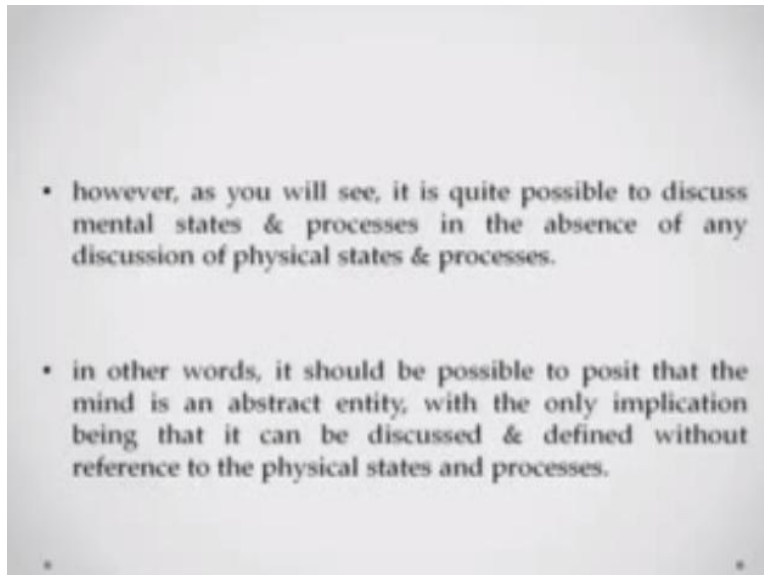 • however, as you will see, it is quite possible to discuss
mental states & processes in the absence of any
discussion of physical states & processes.
• in other words, it should be possible to posit that the
mind is an abstract entity, with the only implication
being that it can be discussed & defined without
reference to the physical states and processes.